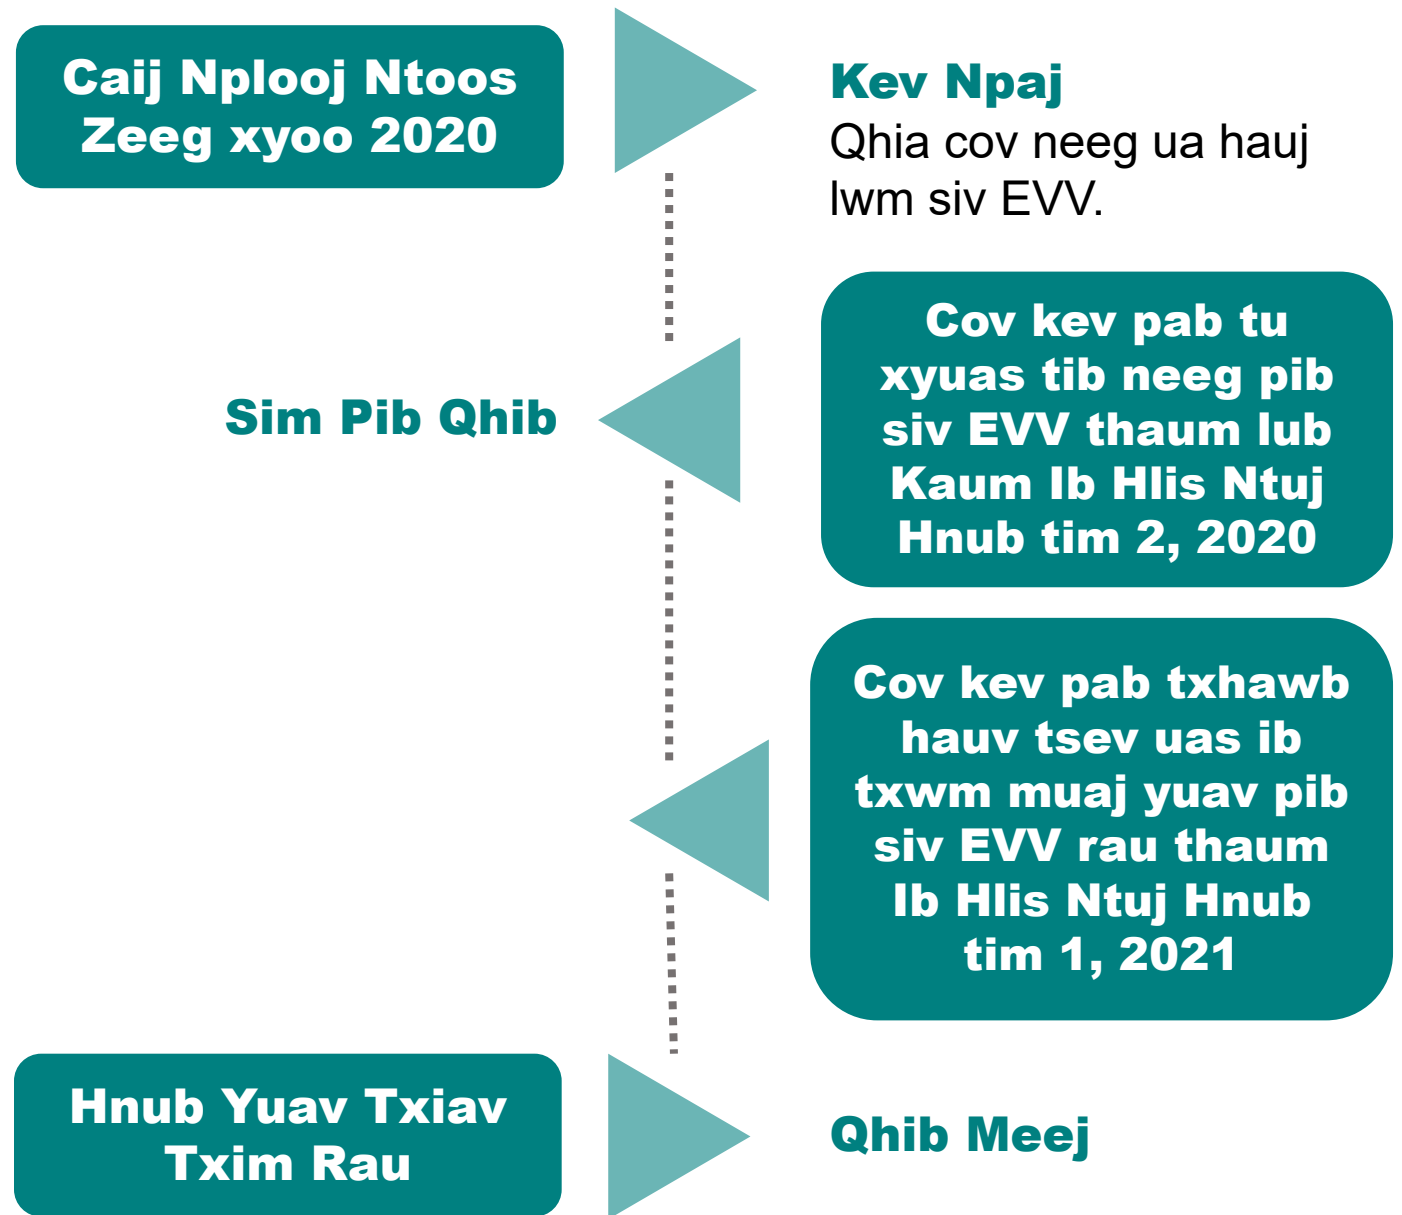 Caij Nplooj Ntoos
Zeeg xyoo 2020
Kev Npaj
Qhia cov neeg ua hauj
lwm siv EVV.
Sim Pib Qhib
Cov kev pab tu
xyuas tib neeg pib
siv EVV thaum lub
Kaum Ib Hlis Ntuj
Hnub tim 2, 2020
Cov kev pab txhawb
hauv tsev uas ib
txwm muaj yuav pib
siv EVV rau thaum
Ib Hlis Ntuj Hnub
tim 1, 2021
Hnub Yuav Txiav
Txim Rau
Qhib Meej